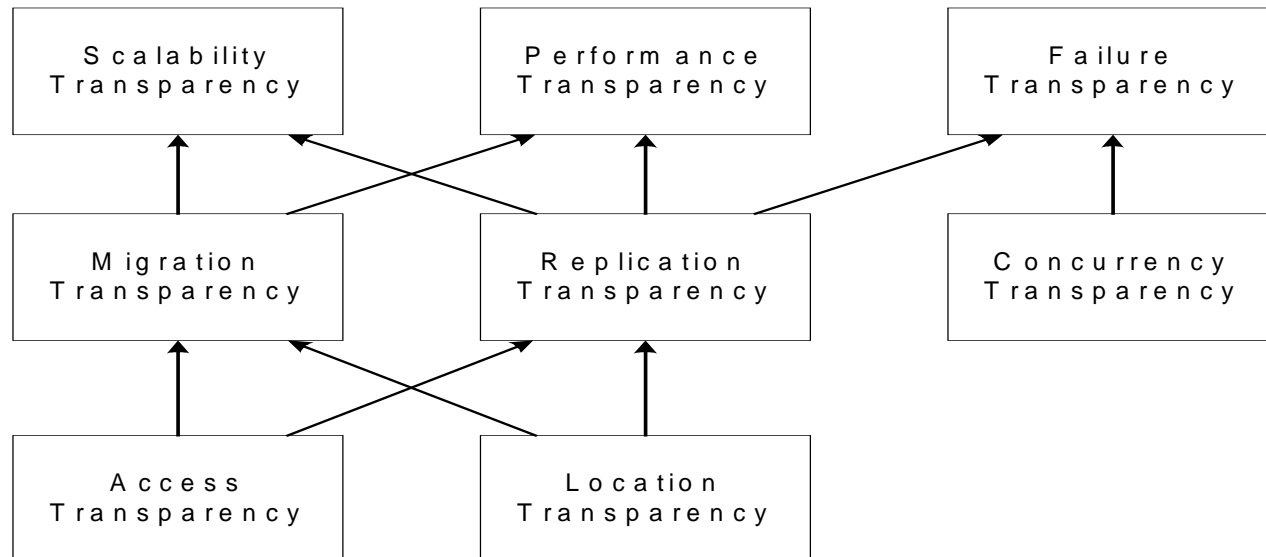 Scalability
Transparency
Performance
Transparency
Failure
Transparency
Migration
Transparency
Replication
Transparency
Concurrency
Transparency
Access
Transparency
Location
Transparency